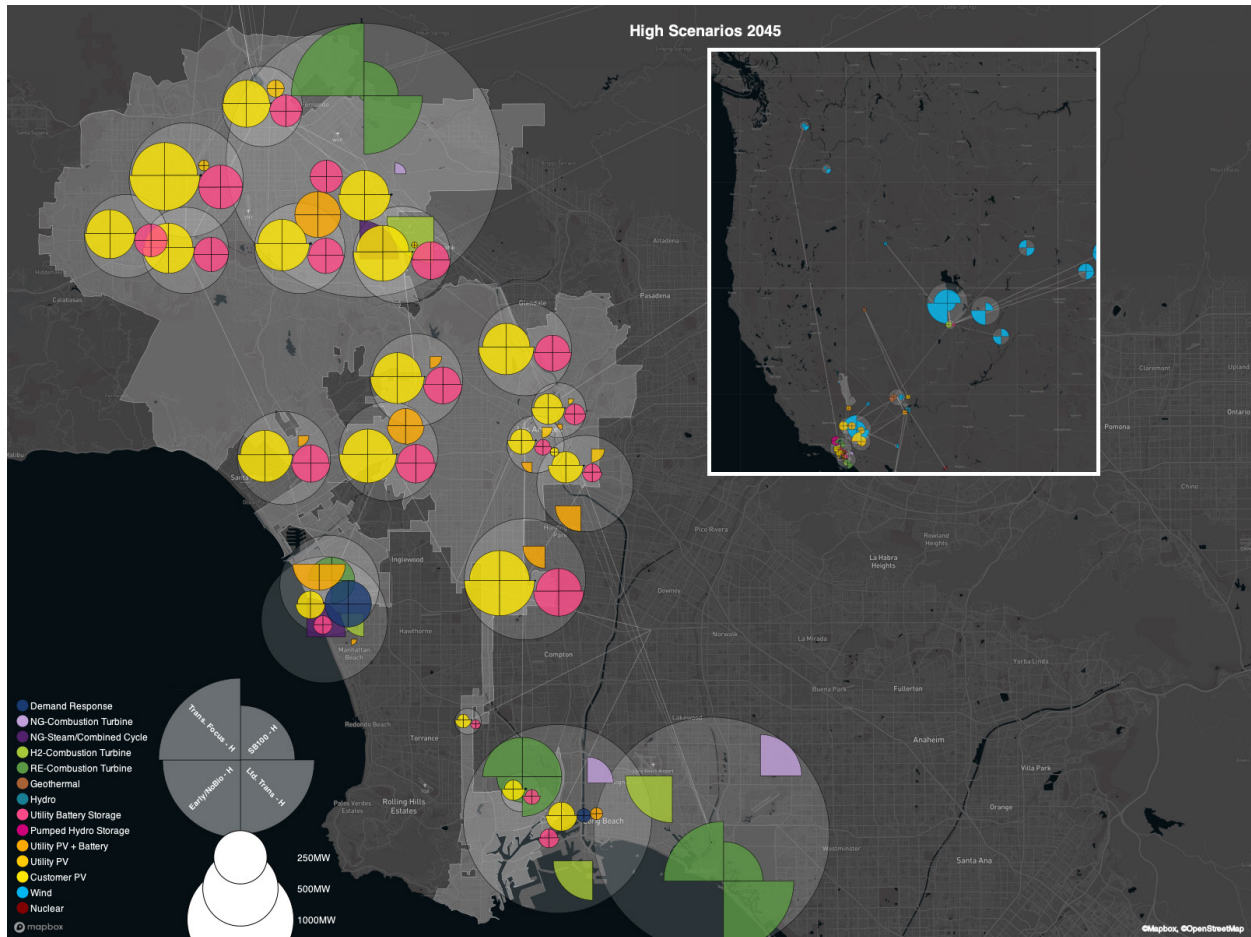 High Scenarios 2045
Fernando
Altadena
Calabasas
Pasadena
Glendale
Claremont
Upland
Ontario
Pomona
Malibu
Santa
Chino
Pico Rivera
Rowland
Heights
La Habra
Heights
Inglewood
Park
Downey
Hawthorne
Norwalk
La Mirada
Manhattan
Beach
Compton
Yorba Linda
Buena Park
Fullerton
Redondo Beach
Torrance
Lakewood
Anaheim
Villa Park
Palos Verdes
Estates
Rolling Hills
Estates
Orange
Long Beach
Westminster
Santa Ana
Demand Response
NG-Combustion Turbine
NG-Steam/Combined Cycle
H2-Combustion Turbine
RE-Combustion Turbine
Geothermal
Hydro
Utility Battery Storage
Pumped Hydro Storage
Utility PV + Battery
Utility PV
Customer PV
Wind
Nuclear
Trans. Focus - H
SB100 - H
Early/NoBio - H
Ltd. Trans - H
250MW
500MW
1000MW
mapbox
©Mapbox, ©OpenStreetMap